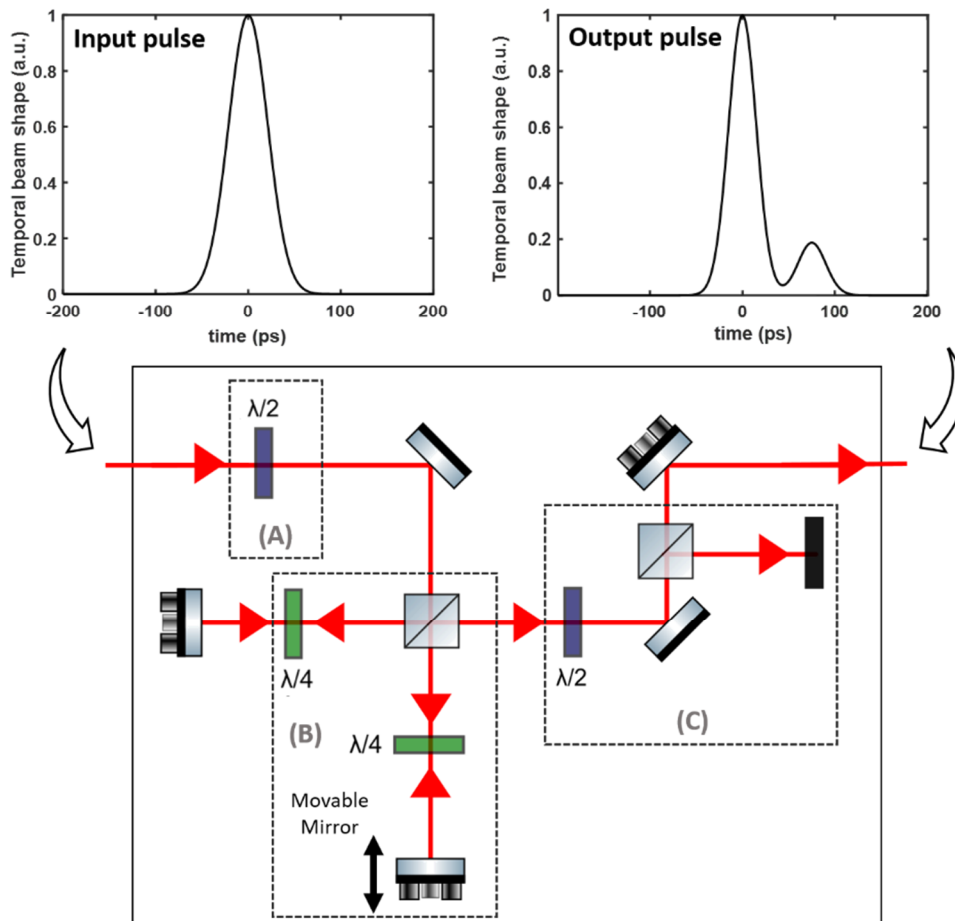 Input pulse
Temporal beam shape (a.u.)
1
0.8
0.6
0.4
0.2
0
-200
-100
0
100
200
time (ps)
Output pulse
Temporal beam shape (a.u.)
1
0.8
0.6
0.4
0.2
0
-100
0
100
200
time (ps)
λ/2
(A)
λ/4
(B)
λ/4
Movable
Mirror
λ/2
(C)